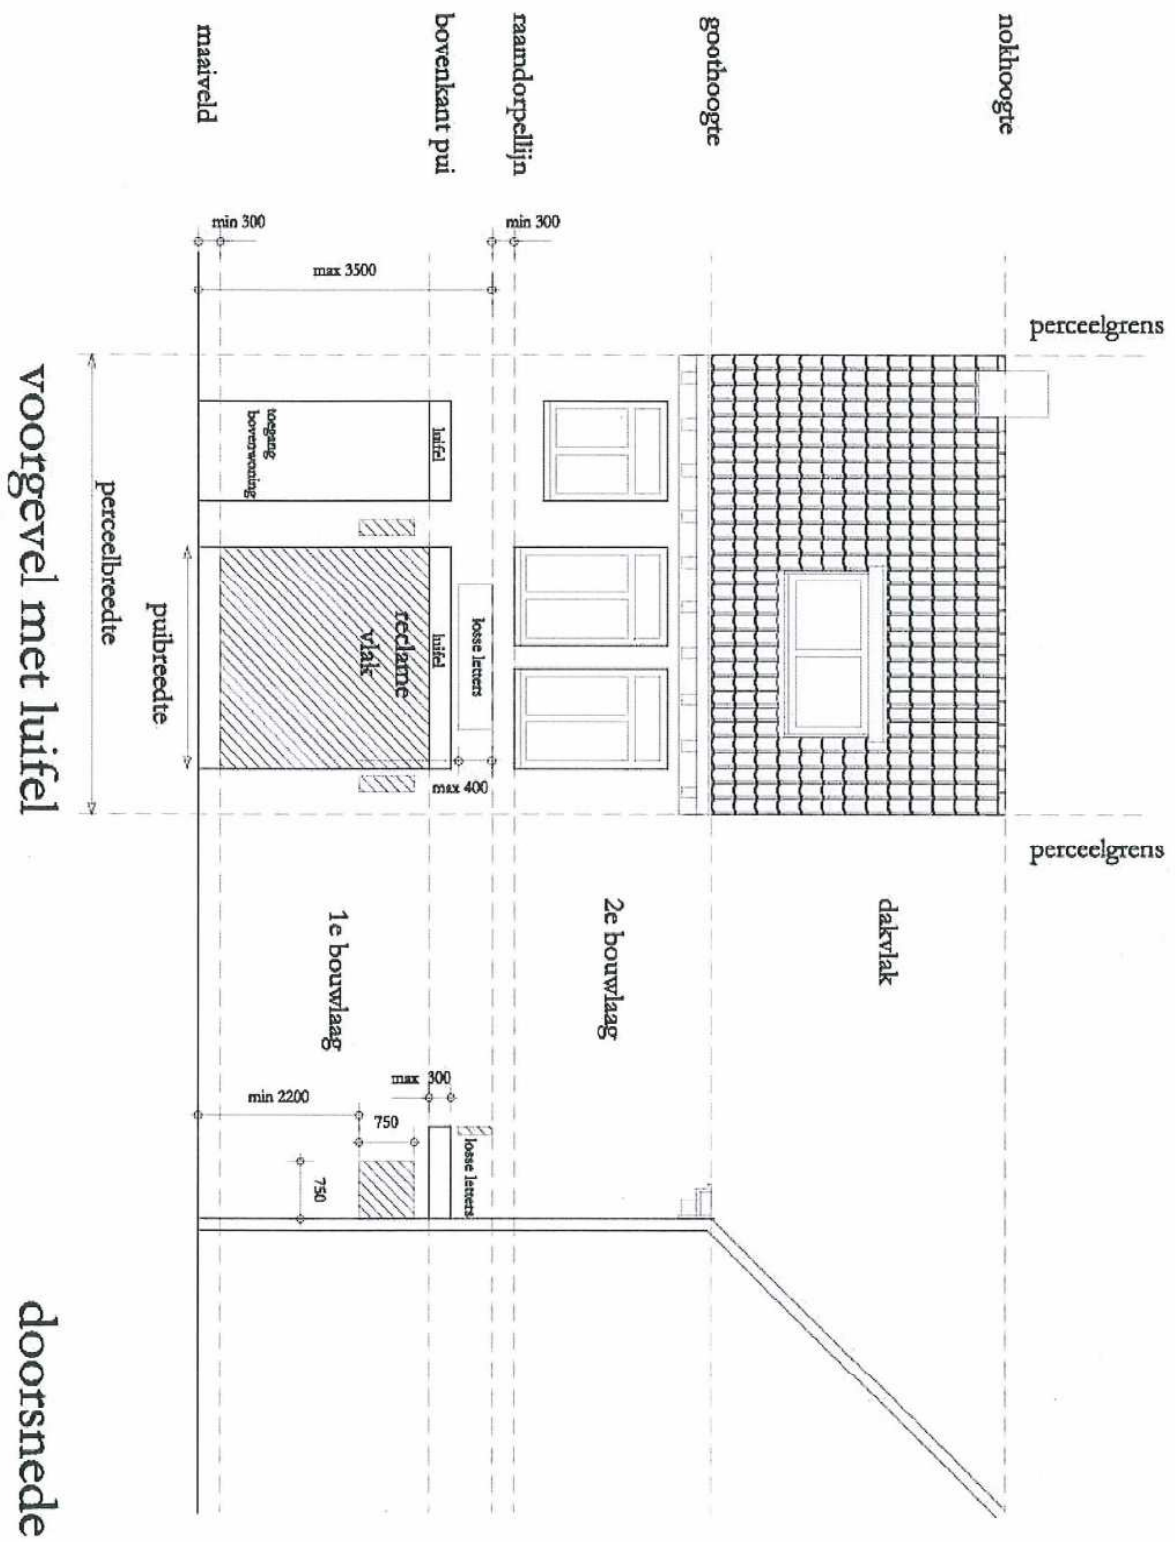 nokhoogte
goothoogte
raamdorpellijn
bovenkant pui
maaiveld
perceelgrens
perceelgrens
min 300
max 3500
min 300
toegang
bovenwoning
luifel
losse letters
luifel
reclame
vlak
max 400
puibreedte
perceelbreedte
dakvlak
2e bouwlaag
1e bouwlaag
max 300
losse letters
min 2200
750
750
voorgevel met luifel
doorsnede